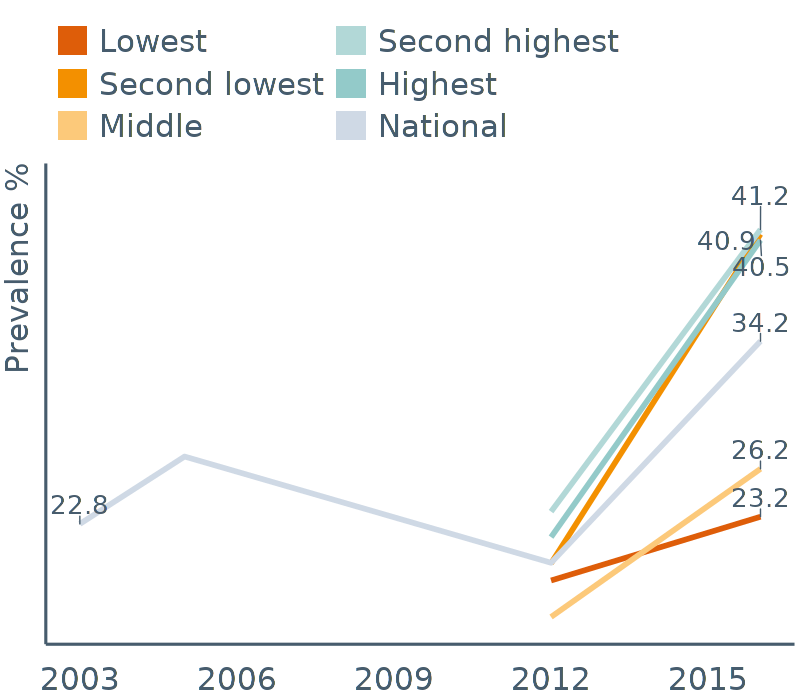 Lowest
Second highest
Second lowest
Highest
Middle
National
Prevalence %
41.2
40.9
40.5
34.2
26.2
23.2
22.8
2003
2006
2009
2012
2015